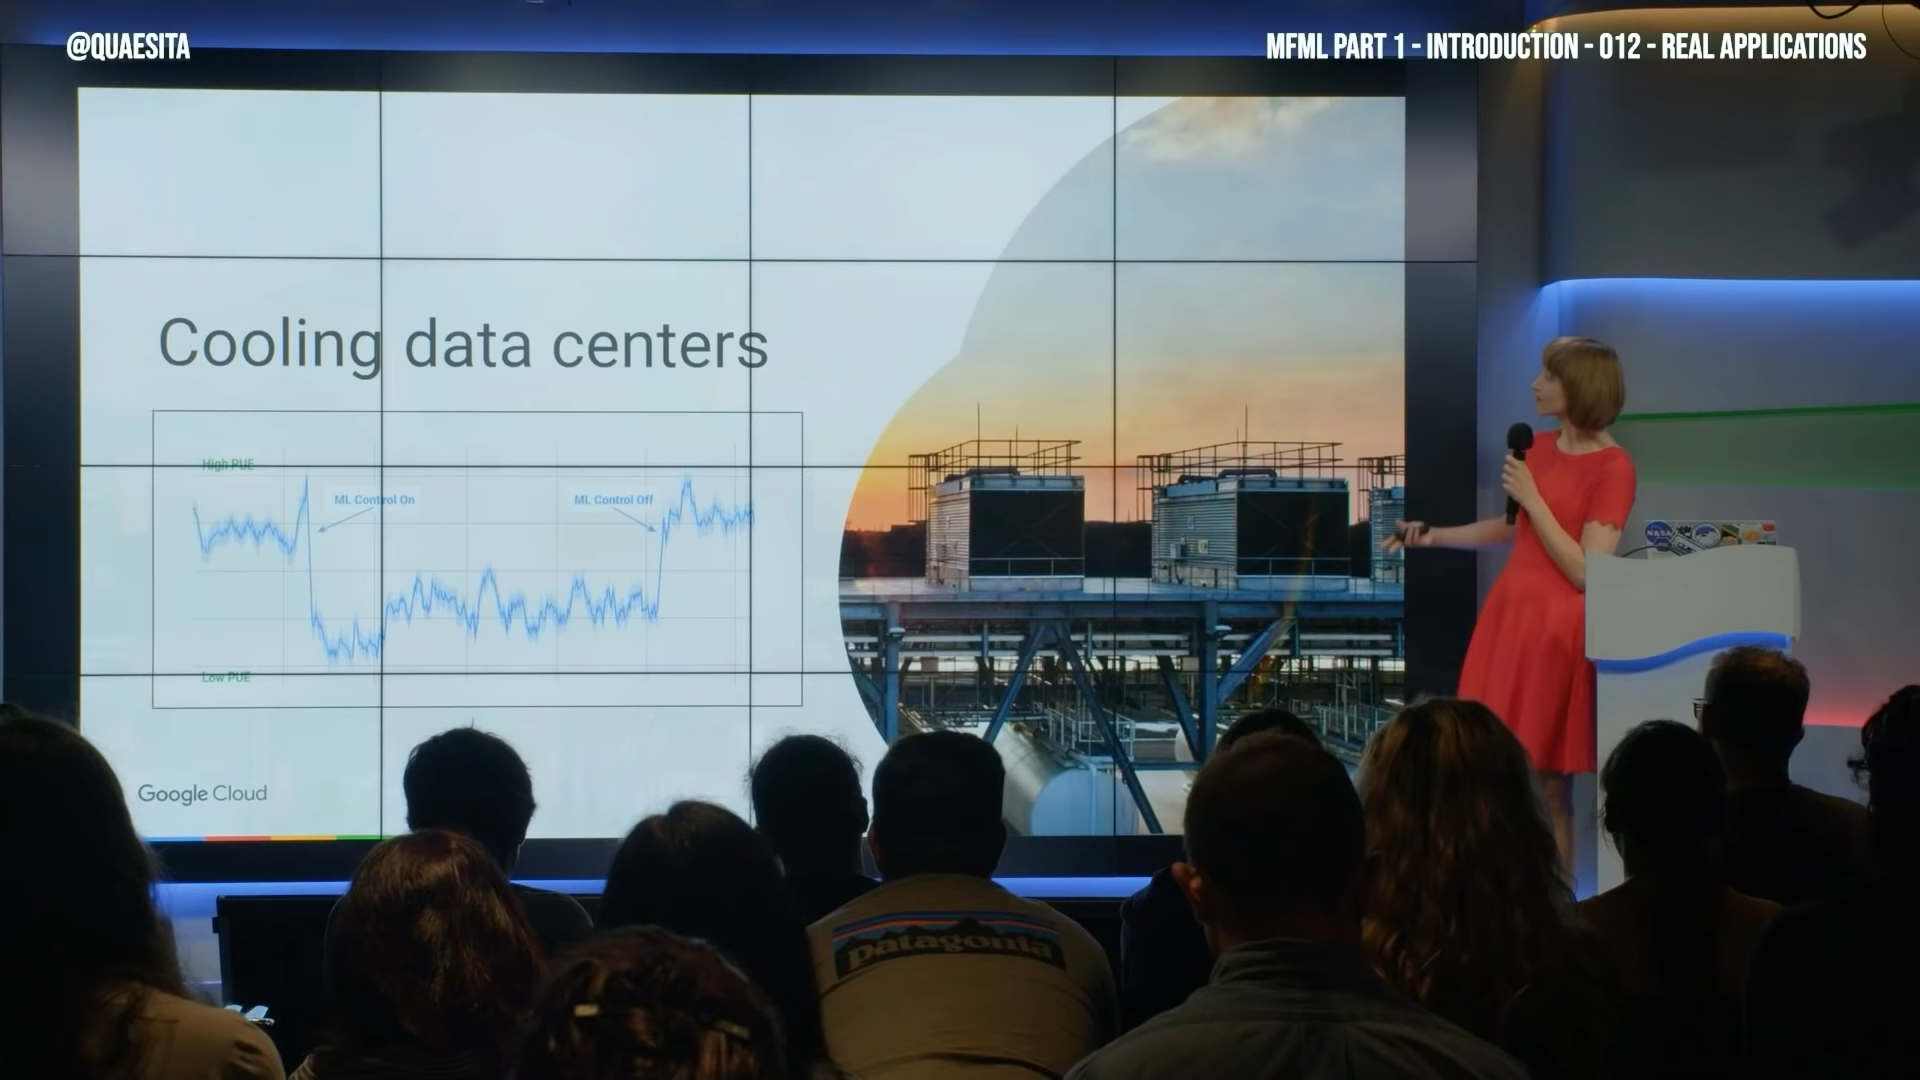 @QUAESITA
MFML PART 1 - INTRODUCTION - 012 - REAL APPLICATIONS
Cooling data centers
High PUE
ML Control On
ML Control Off
Low PUE
Google Cloud
NASA
patagonia